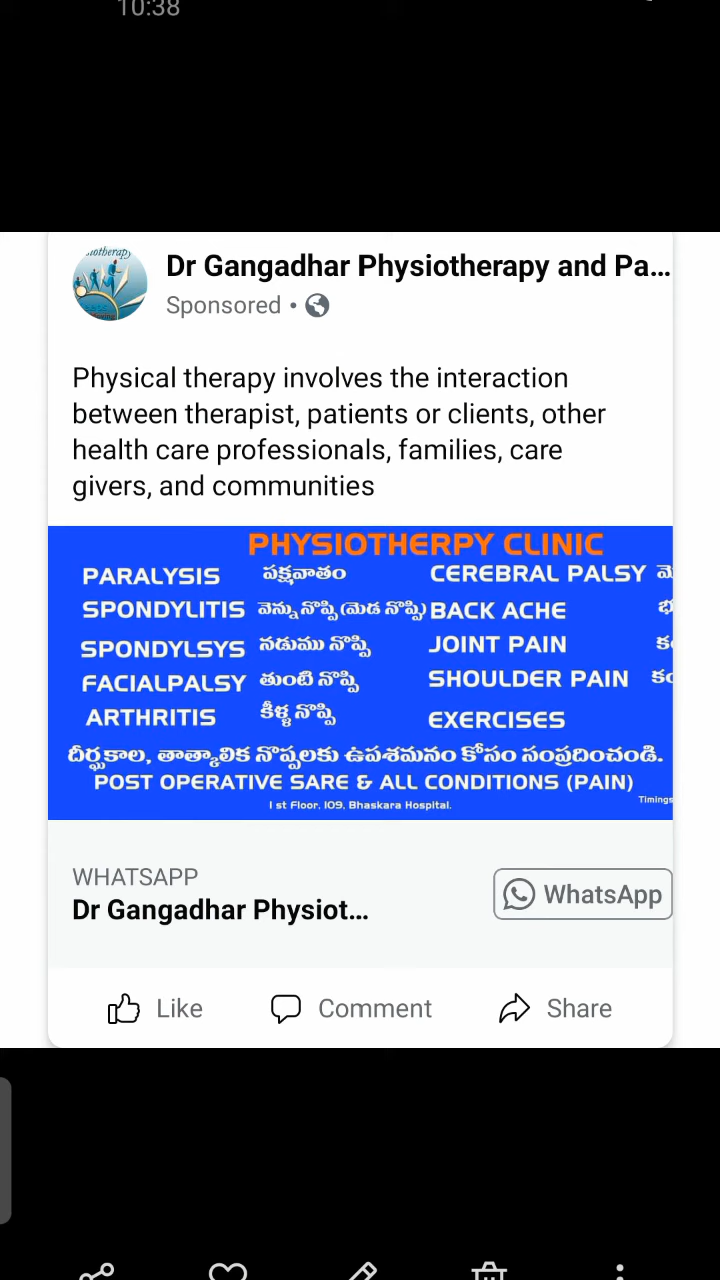 10:38
Dr Gangadhar Physiotherapy and Pa...
Sponsored •
Physical therapy involves the interaction
between therapist, patients or clients, other
health care professionals, families, care
givers, and communities
PHYSIOTHERPY CLINIC
PARALYSIS పక్షవాతం CEREBRAL PALSY
SPONDYLITIS వెన్ను నొప్పి (మెడ నొప్పి) BACK ACHE
SPONDYLSYS నడుము నొప్పి JOINT PAIN
FACIALPALSY తుంటి నొప్పి SHOULDER PAIN
ARTHRITIS కీళ్ళ నొప్పి EXERCISES
దీర్ఘకాల, తాత్కాలిక నొప్పలకు ఉపశమనం కోసం సంప్రదించండి.
POST OPERATIVE SARE & ALL CONDITIONS (PAIN)
Timings
I st Floor. 109, Bhaskara Hospital.
WHATSAPP
Dr Gangadhar Physiot...
WhatsApp
Like Comment Share